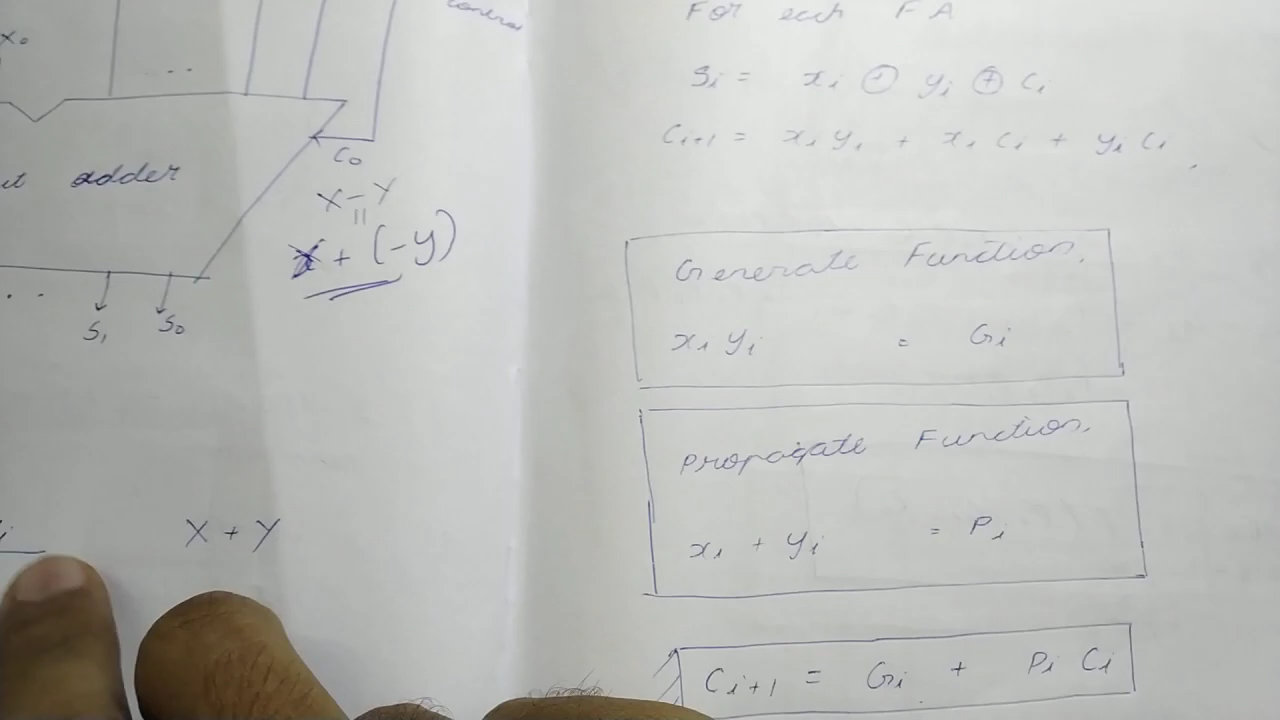 x₀
. .
C₀
adder
X - Y
||
X + (-Y)
. .
S₁ S₀
X + Y
For each FA
Sᵢ = xᵢ ⊕ yᵢ ⊕ Cᵢ
Cᵢ₊₁ = xᵢ yᵢ + xᵢ Cᵢ + yᵢ Cᵢ
Generate Function.
xᵢ yᵢ = Gᵢ
Propagate Function.
xᵢ + yᵢ = Pᵢ
Cᵢ₊₁ = Gᵢ + Pᵢ Cᵢ